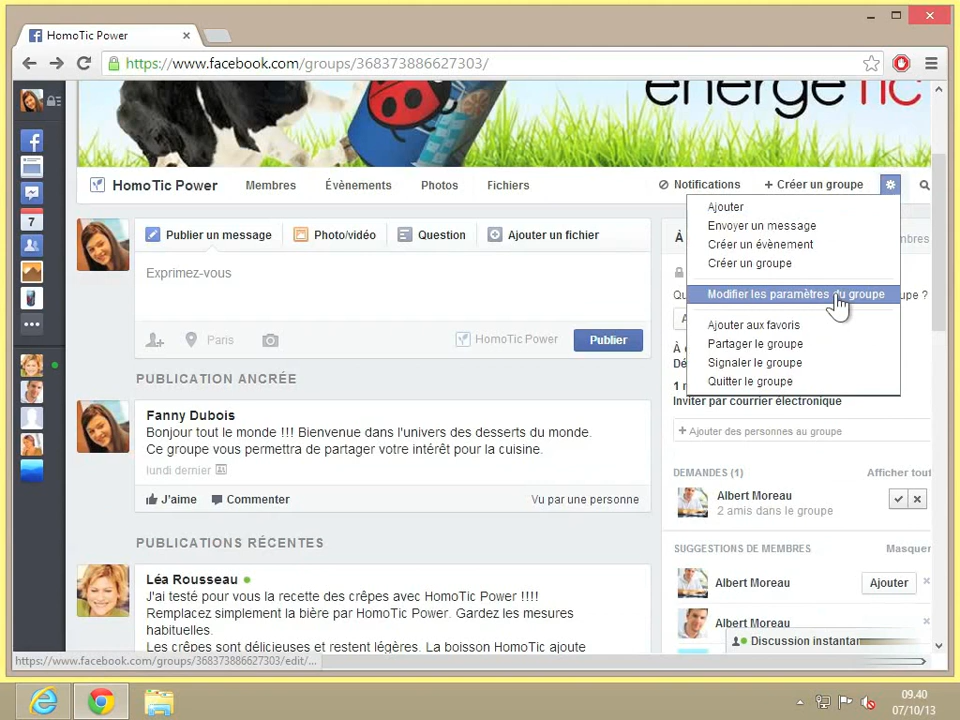 HomoTic Power
https://www.facebook.com/groups/368373886627303/
energeTic
HomoTic Power Membres Évènements Photos Fichiers Notifications + Créer un groupe
Ajouter
Envoyer un message
Créer un évènement
Créer un groupe
Modifier les paramètres du groupe
Ajouter aux favoris
Partager le groupe
Signaler le groupe
Quitter le groupe
7
Publier un message Photo/vidéo Question Ajouter un fichier
Exprimez-vous
Paris HomoTic Power Publier
PUBLICATION ANCRÉE
Fanny Dubois
Bonjour tout le monde !!! Bienvenue dans l'univers des desserts du monde.
Ce groupe vous permettra de partager votre intérêt pour la cuisine.
lundi dernier
J'aime Commenter Vu par une personne
PUBLICATIONS RÉCENTES
Léa Rousseau
J'ai testé pour vous la recette des crêpes avec HomoTic Power !!!!
Remplacez simplement la bière par HomoTic Power. Gardez les mesures
habituelles.
Les crêpes sont délicieuses et restent légères. La boisson HomoTic ajoute
Inviter par courrier électronique
+ Ajouter des personnes au groupe
DEMANDES (1) Afficher tout
Albert Moreau
2 amis dans le groupe
SUGGESTIONS DE MEMBRES Masquer
Albert Moreau Ajouter
Albert Moreau
Discussion instantan
https://www.facebook.com/groups/368373886627303/edit/...
09.40
07/10/13